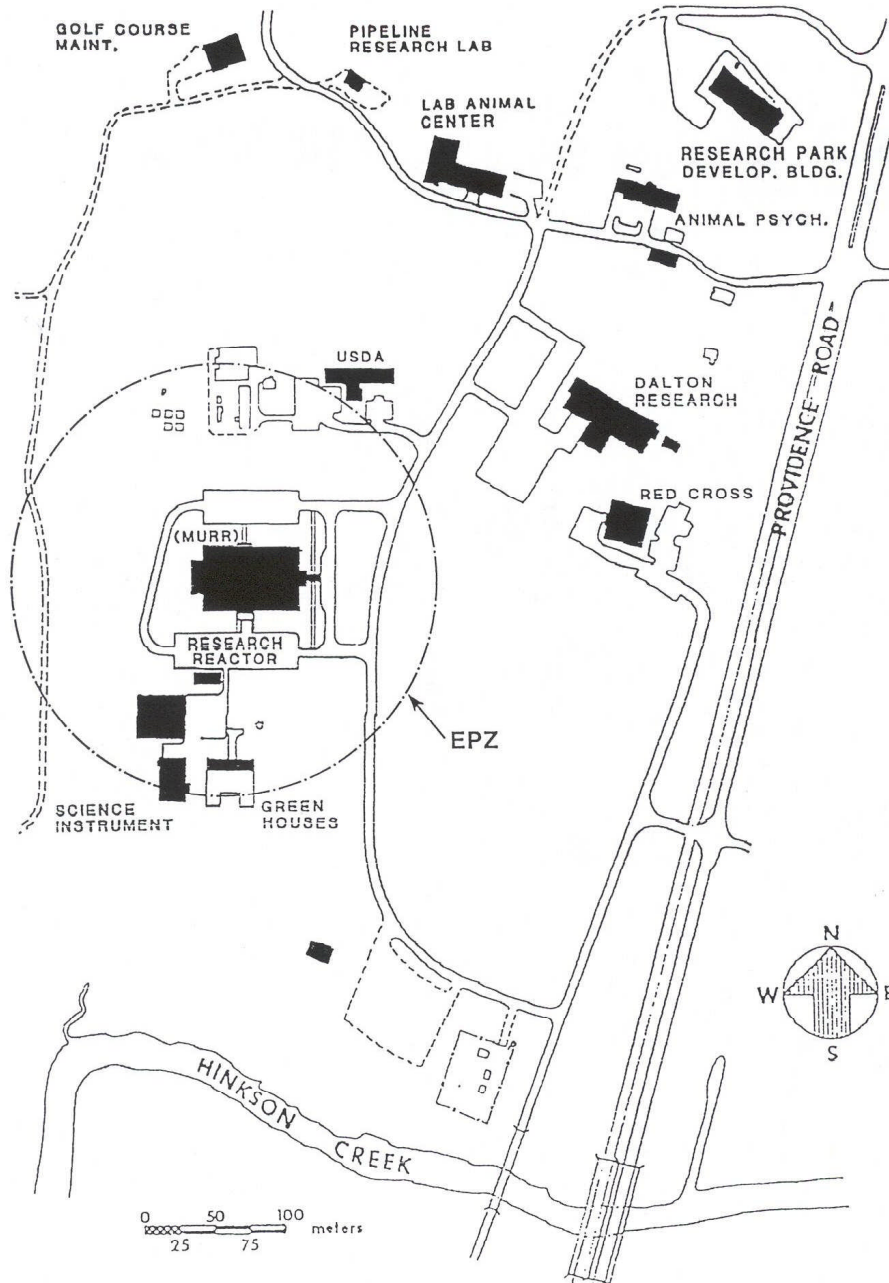 GOLF COURSE
MAINT.
PIPELINE
RESEARCH LAB
LAB ANIMAL
CENTER
RESEARCH PARK
DEVELOP. BLDG.
ANIMAL PSYCH.
USDA
DALTON
RESEARCH
PROVIDENCE ROAD
RED CROSS
(MURR)
RESEARCH
REACTOR
EPZ
SCIENCE
INSTRUMENT
GREEN
HOUSES
N
W
E
S
HINKSON
CREEK
0 50 100 meters
25 75